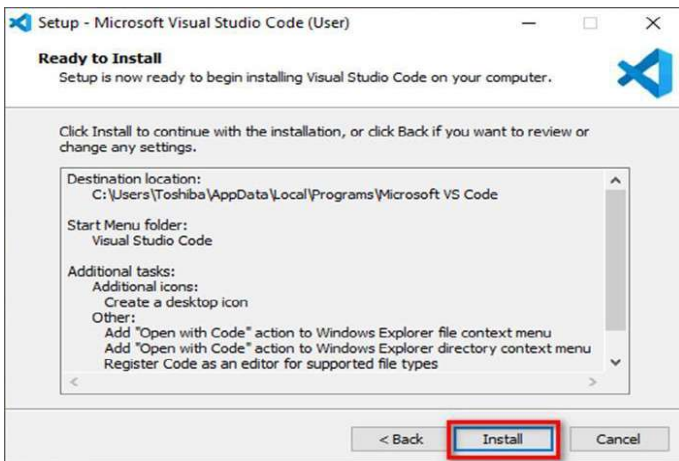 Setup - Microsoft Visual Studio Code (User)
Ready to Install
Setup is now ready to begin installing Visual Studio Code on your computer.
Click Install to continue with the installation, or click Back if you want to review or
change any settings.
Destination location:
C:\Users\Toshiba\AppData\Local\Programs\Microsoft VS Code
Start Menu folder:
Visual Studio Code
Additional tasks:
Additional icons:
Create a desktop icon
Other:
Add "Open with Code" action to Windows Explorer file context menu
Add "Open with Code" action to Windows Explorer directory context menu
Register Code as an editor for supported file types
< Back Install Cancel